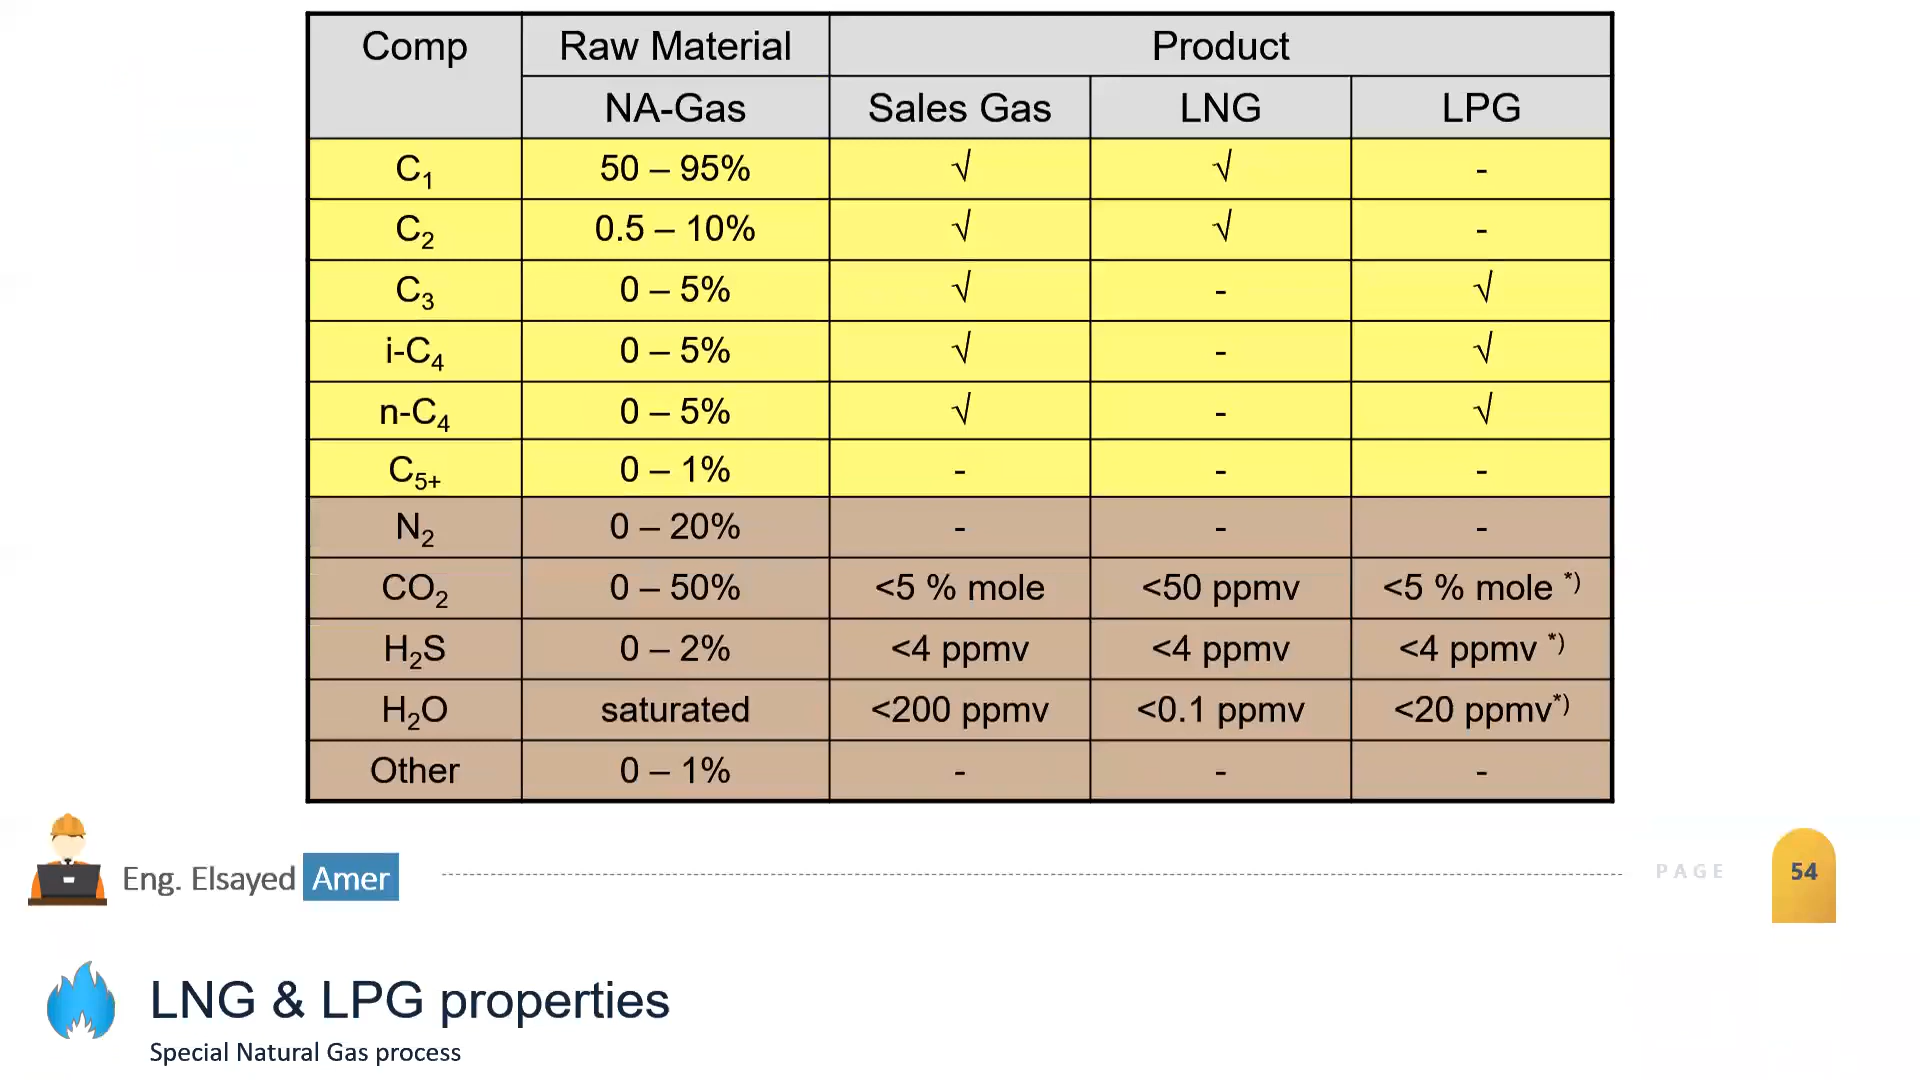 Comp Raw Material Product
NA-Gas Sales Gas LNG LPG
C₁ 50 – 95% √ √ -
C₂ 0.5 – 10% √ √ -
C₃ 0 – 5% √ - √
i-C₄ 0 – 5% √ - √
n-C₄ 0 – 5% √ - √
C₅₊ 0 – 1% - - -
N₂ 0 – 20% - - -
CO₂ 0 – 50% <5 % mole <50 ppmv <5 % mole *)
H₂S 0 – 2% <4 ppmv <4 ppmv <4 ppmv *)
H₂O saturated <200 ppmv <0.1 ppmv <20 ppmv*)
Other 0 – 1% - - -
Eng. Elsayed Amer PAGE 54
LNG & LPG properties
Special Natural Gas process